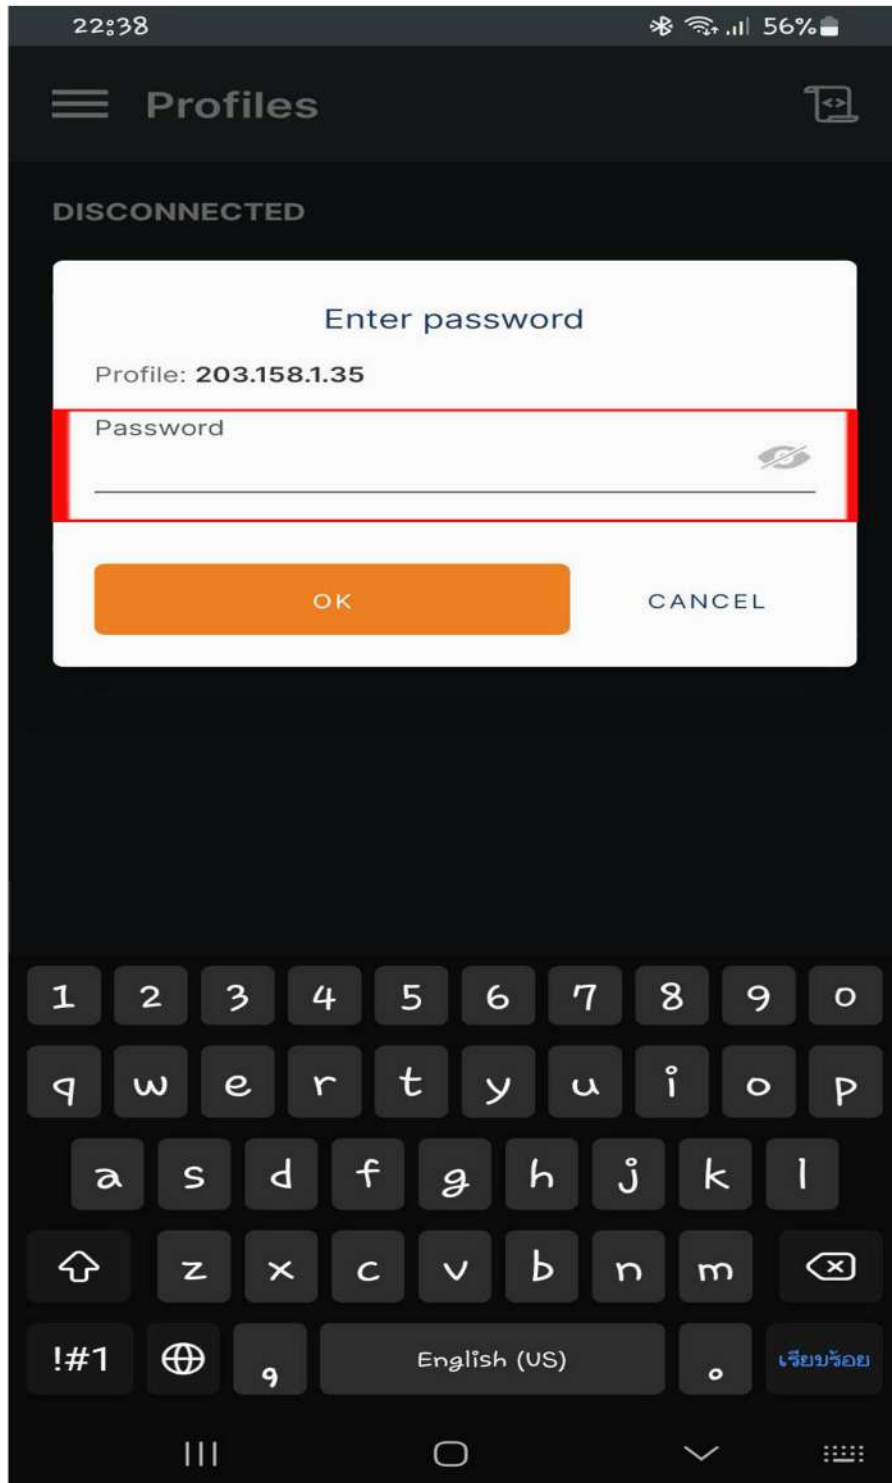 22:38 56%
Profiles
DISCONNECTED
Enter password
Profile: 203.158.1.35
Password
OK CANCEL
1 2 3 4 5 6 7 8 9 0
q w e r t y u i o p
a s d f g h j k l
z x c v b n m
!#1 , English (US) . เรียบร้อย